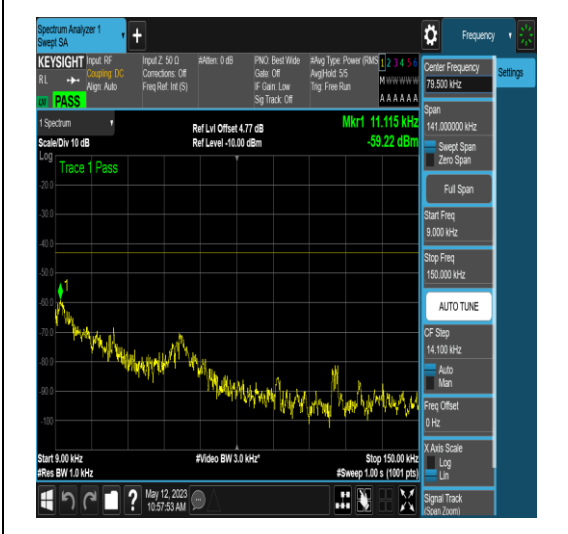 Spectrum Analyzer 1
Swept SA
+
Frequency
KEYSIGHT Input: RF
Coupling: DC
Align: Auto
RL
PASS
Input Z: 50 Ω
Corrections: Off
Freq Ref: Int (S)
#Atten: 0 dB
PNO: Best Wide
Gate: Off
IF Gain: Low
Sig Track: Off
#Avg Type: Power (RMS
Avg|Hold: 5/5
Trig: Free Run
1 2 3 4 5 6
M W W W W W
A A A A A A
Center Frequency
79.500 kHz
Settings
Span
141.000000 kHz
Swept Span
Zero Span
Full Span
Start Freq
9.000 kHz
Stop Freq
150.000 kHz
AUTO TUNE
CF Step
14.100 kHz
Auto
Man
Freq Offset
0 Hz
X Axis Scale
Log
Lin
Signal Track
(Span Zoom)
1 Spectrum
Scale/Div 10 dB
Ref Lvl Offset 4.77 dB
Ref Level -10.00 dBm
Mkr1 11.115 kHz
-59.22 dBm
Log
Trace 1 Pass
1
-20.0
-30.0
-40.0
-50.0
-60.0
-70.0
-80.0
-90.0
-100
Start 9.00 kHz
#Res BW 1.0 kHz
#Video BW 3.0 kHz*
Stop 150.00 kHz
#Sweep 1.00 s (1001 pts)
?
May 12, 2023
10:57:53 AM